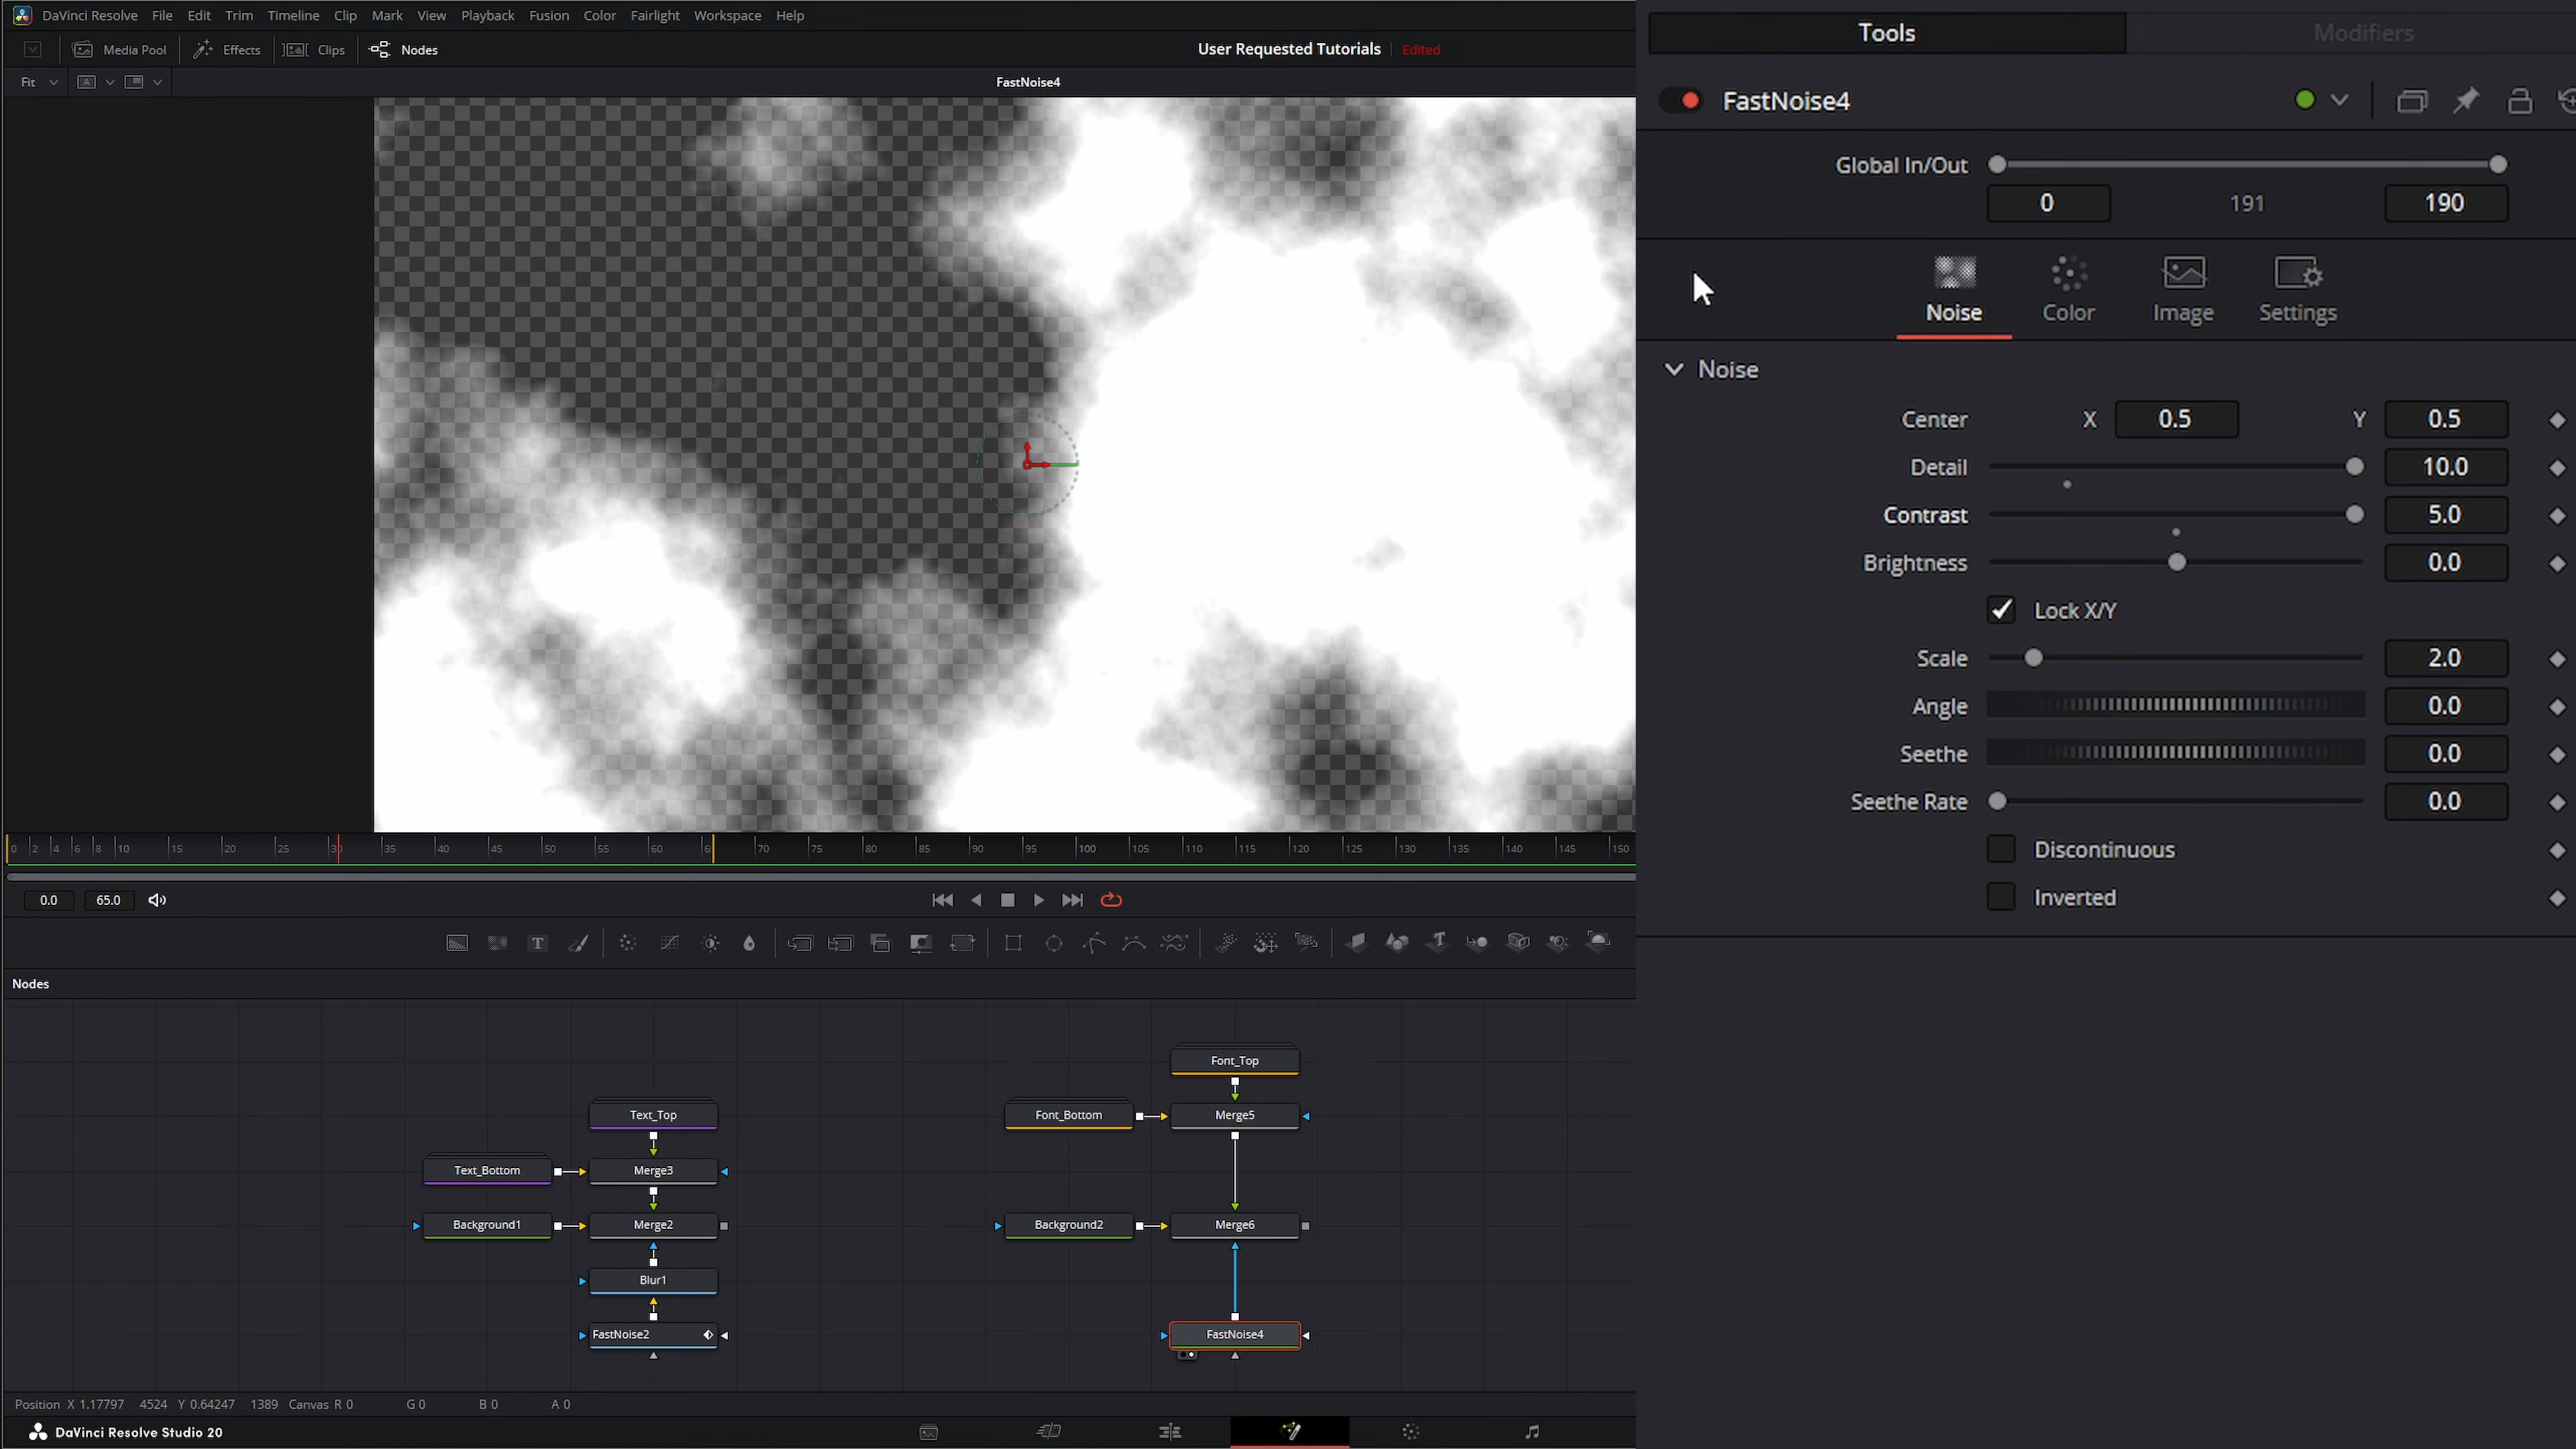 DaVinci Resolve File Edit Trim Timeline Clip Mark View Playback Fusion Color Fairlight Workspace Help
Media Pool Effects Clips Nodes
User Requested Tutorials Edited
Fit A
FastNoise4
0 2 4 6 8 10 15 20 25 30 35 40 45 50 55 60 70 75 80 85 90 95 100 105 110 115 120 125 130 135 140 145 150
0.0 65.0
T
Nodes
Font_Top
Text_Top
Font_Bottom
Merge5
Text_Bottom
Merge3
Background1
Merge2
Background2
Merge6
Blur1
FastNoise2
FastNoise4
Position X 1.17797 4524 Y 0.64247 1389 Canvas R 0 G 0 B 0 A 0
DaVinci Resolve Studio 20
Tools Modifiers
FastNoise4
Global In/Out
0 191 190
Noise Color Image Settings
Noise
Center X 0.5 Y 0.5
Detail 10.0
Contrast 5.0
Brightness 0.0
Lock X/Y
Scale 2.0
Angle 0.0
Seethe 0.0
Seethe Rate 0.0
Discontinuous
Inverted